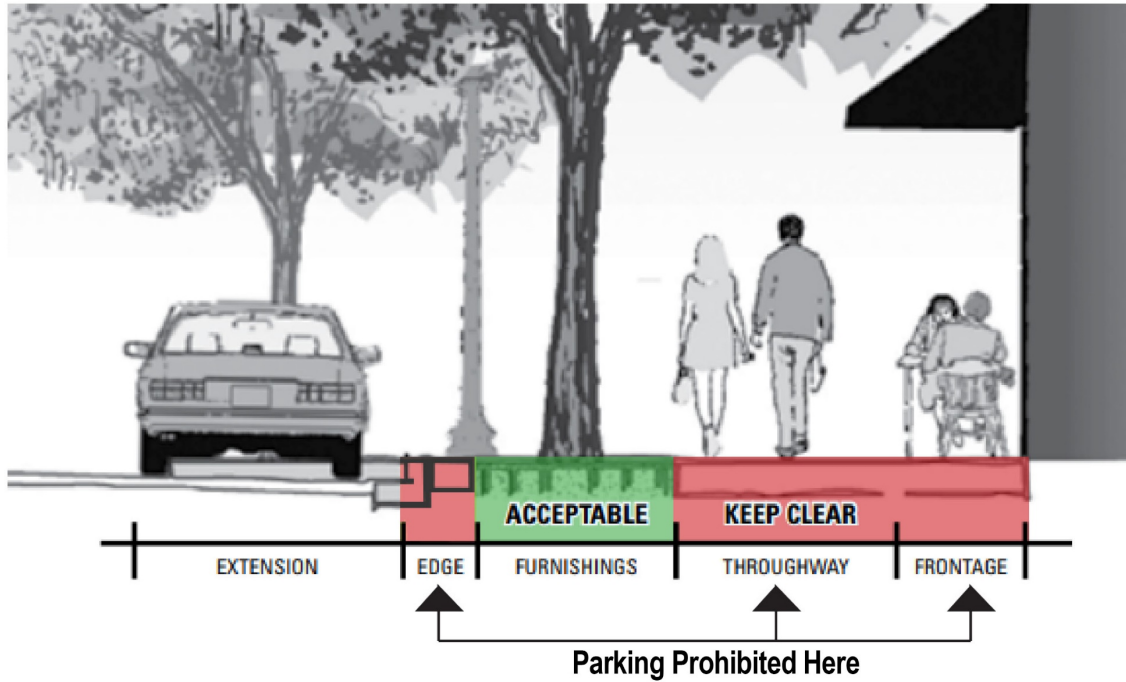 ACCEPTABLE KEEP CLEAR
EXTENSION EDGE FURNISHINGS THROUGHWAY FRONTAGE
Parking Prohibited Here